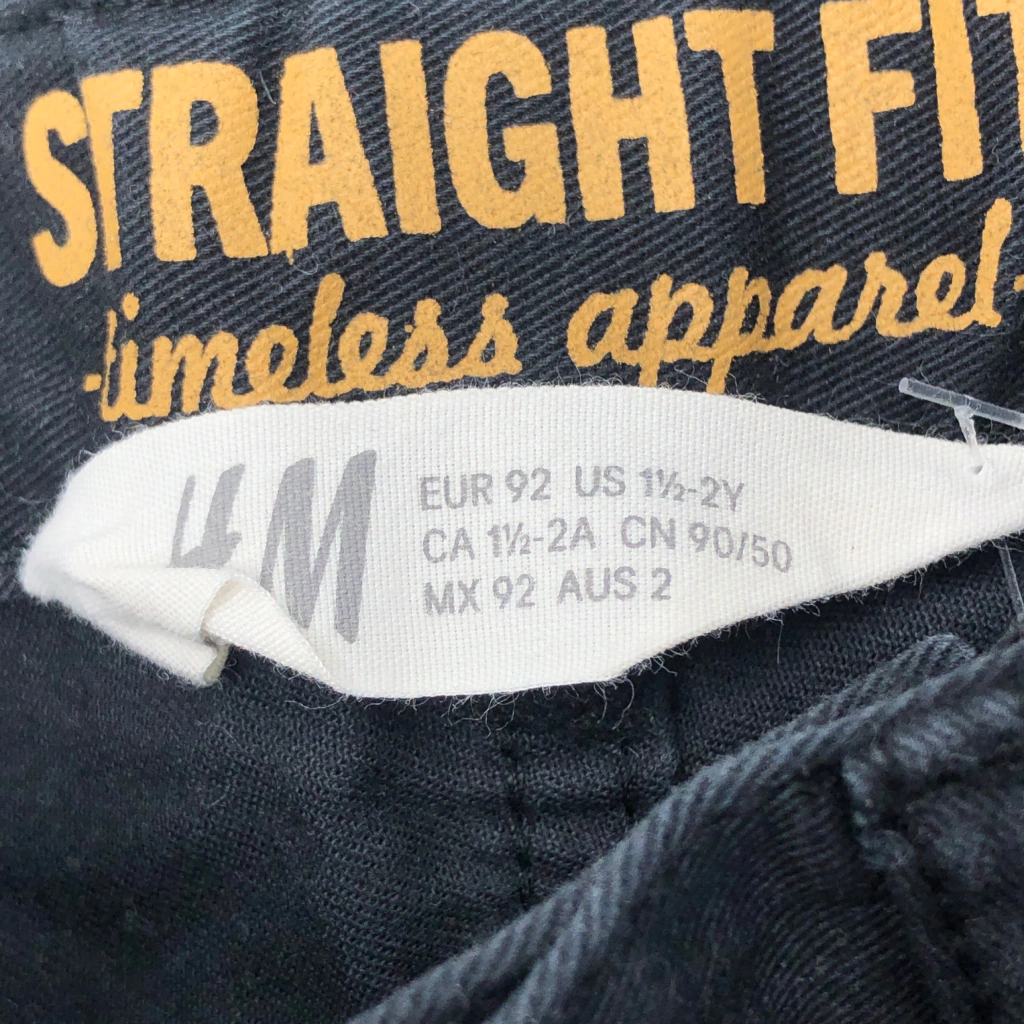 STRAIGHT FIT
-timeless apparel-
H&M
EUR 92 US 1½-2Y
CA 1½-2A CN 90/50
MX 92 AUS 2